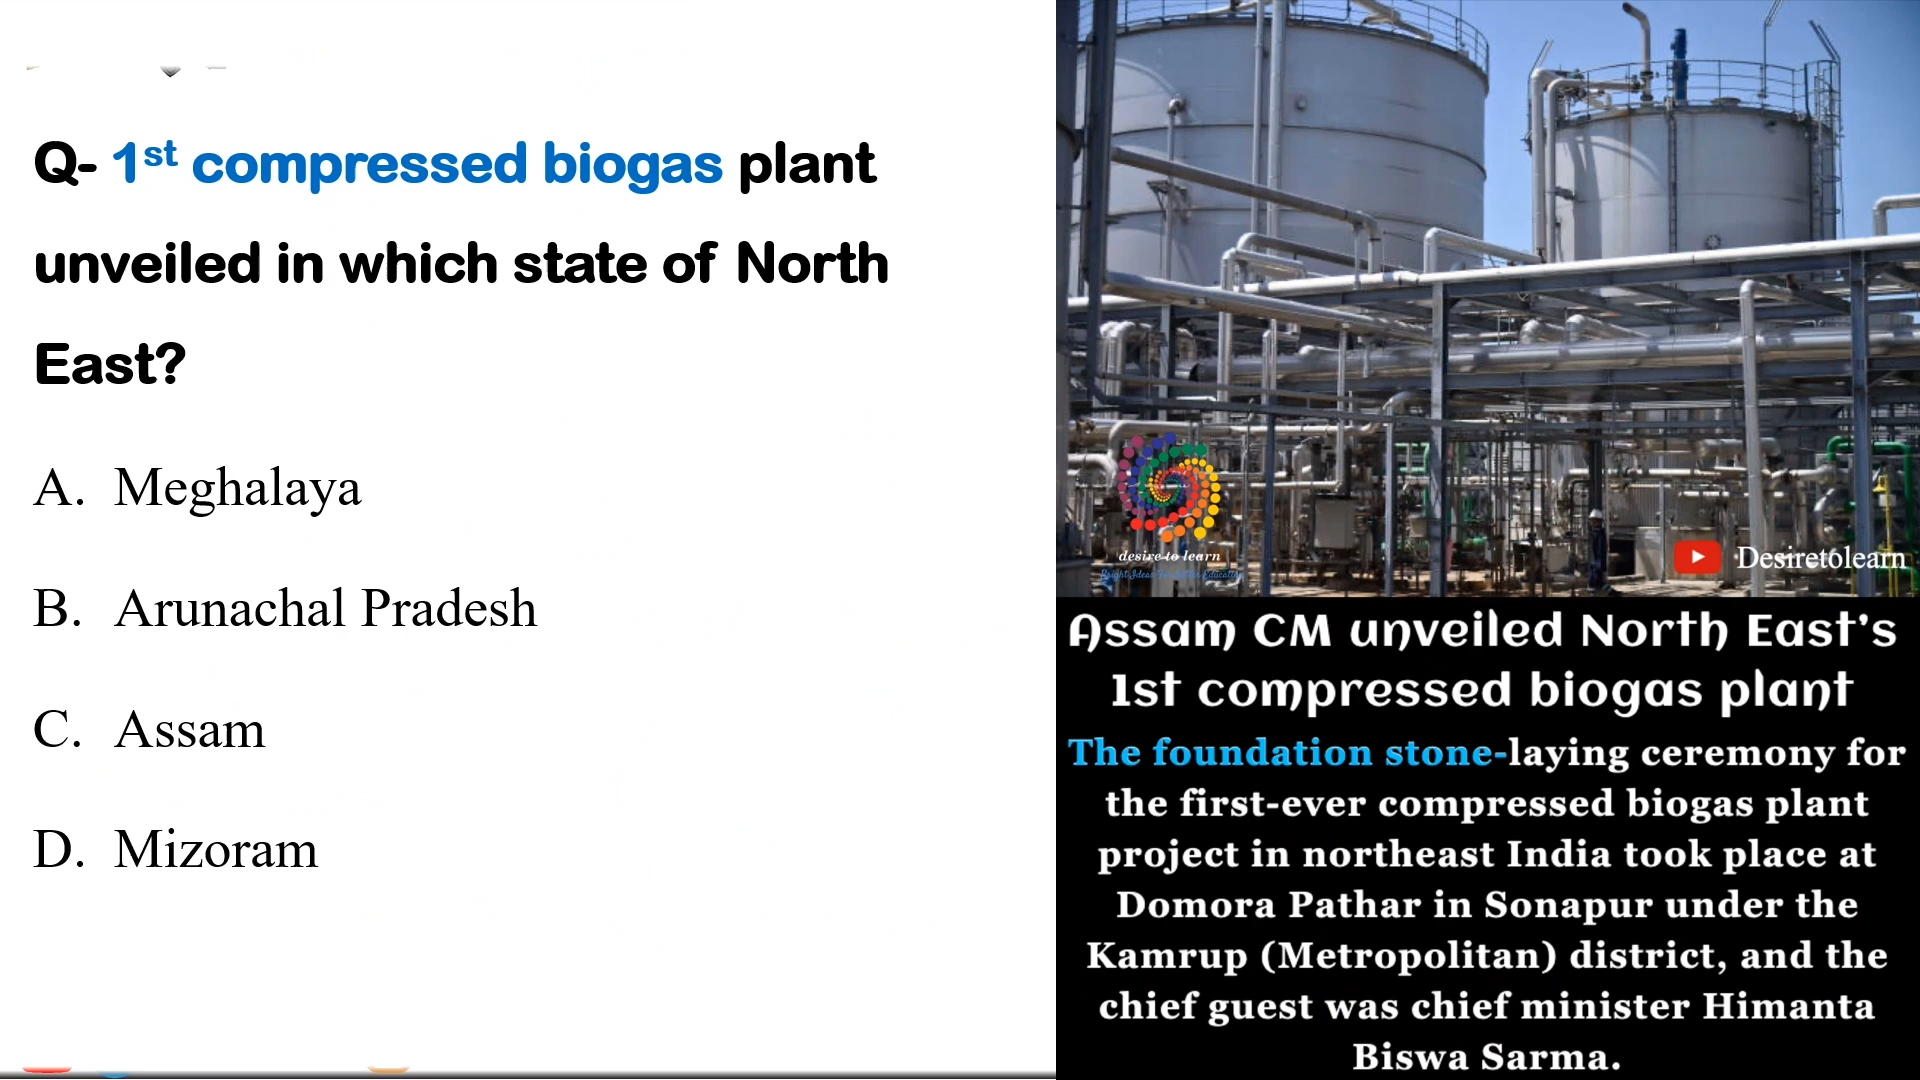 Q- 1st compressed biogas plant
unveiled in which state of North
East?
A. Meghalaya
B. Arunachal Pradesh
C. Assam
D. Mizoram
desire to learn
Bright Ideas
Desiretolearn
Assam CM unveiled North East's
1st compressed biogas plant
The foundation stone-laying ceremony for
the first-ever compressed biogas plant
project in northeast India took place at
Domora Pathar in Sonapur under the
Kamrup (Metropolitan) district, and the
chief guest was chief minister Himanta
Biswa Sarma.